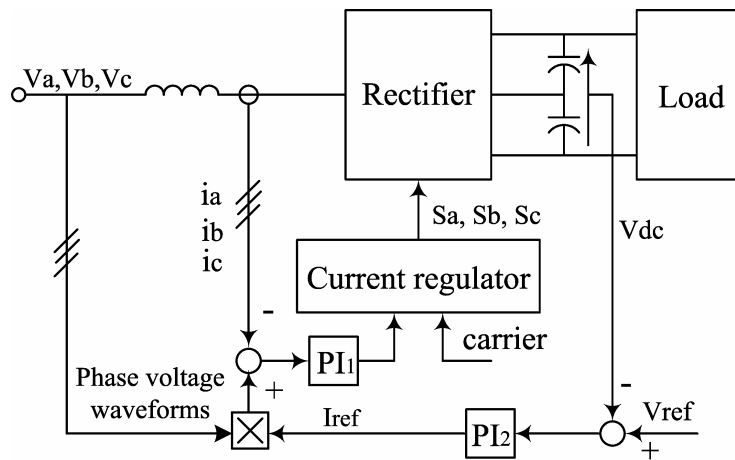 Va,Vb,Vc
Rectifier
Load
ia
ib
ic
Sa, Sb, Sc
Vdc
Current regulator
-
carrier
PI1
+
Phase voltage
waveforms
Iref
PI2
-
Vref
+